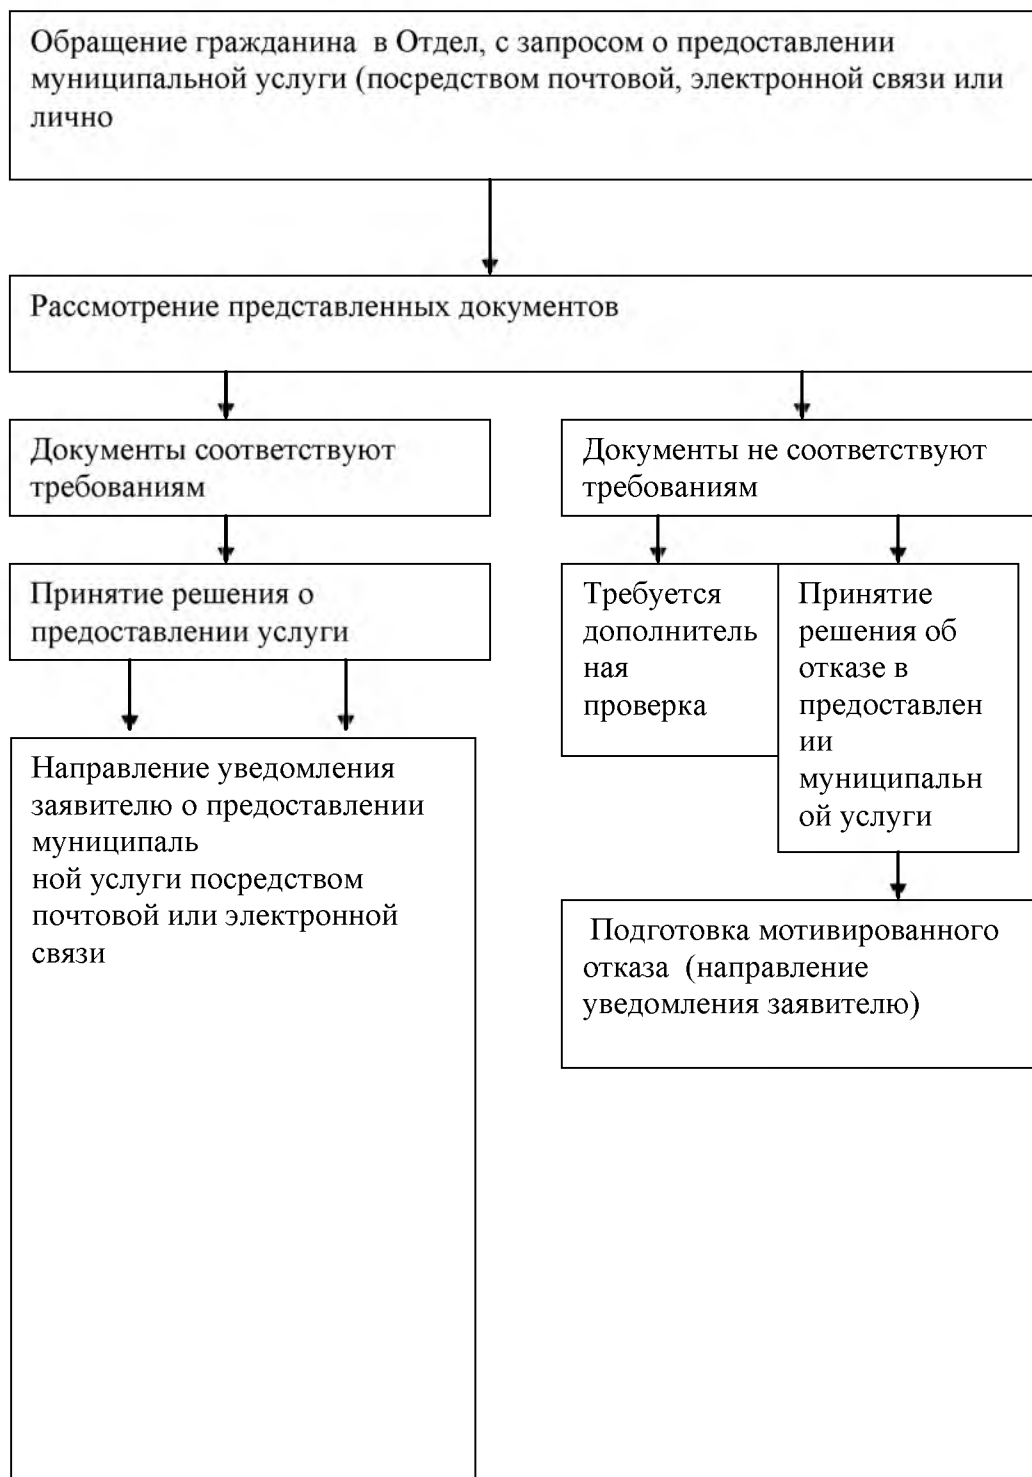 Обращение гражданина  в Отдел, с запросом о предоставлении
муниципальной услуги (посредством почтовой, электронной связи или
лично
Рассмотрение представленных документов
Документы соответствуют
требованиям
Документы не соответствуют
требованиям
Принятие решения о
предоставлении услуги
Требуется
дополнитель
ная
проверка
Принятие
решения об
отказе в
предоставлен
ии
муниципальн
ой услуги
Направление уведомления
заявителю о предоставлении
муниципаль
ной услуги посредством
почтовой или электронной
связи
Подготовка мотивированного
отказа  (направление
уведомления заявителю)